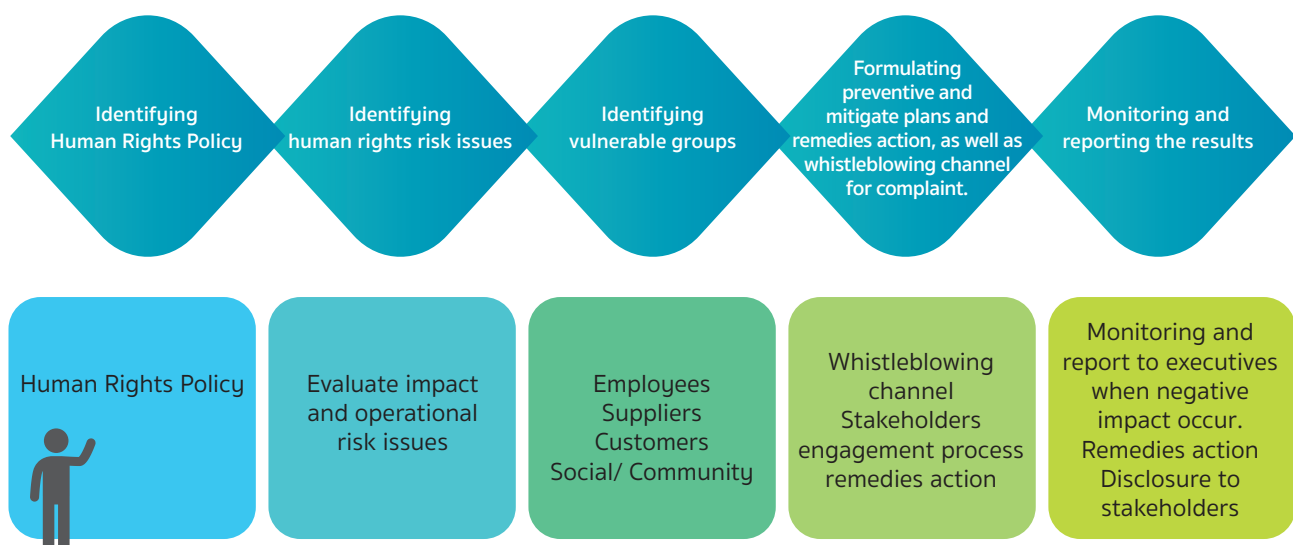 Identifying
Human Rights Policy
Identifying
human rights risk issues
Identifying
vulnerable groups
Formulating
preventive and
mitigate plans and
remedies action, as well as
whistleblowing channel
for complaint.
Monitoring and
reporting the results
Human Rights Policy
Evaluate impact
and operational
risk issues
Employees
Suppliers
Customers
Social/ Community
Whistleblowing
channel
Stakeholders
engagement process
remedies action
Monitoring and
report to executives
when negative
impact occur.
Remedies action
Disclosure to
stakeholders